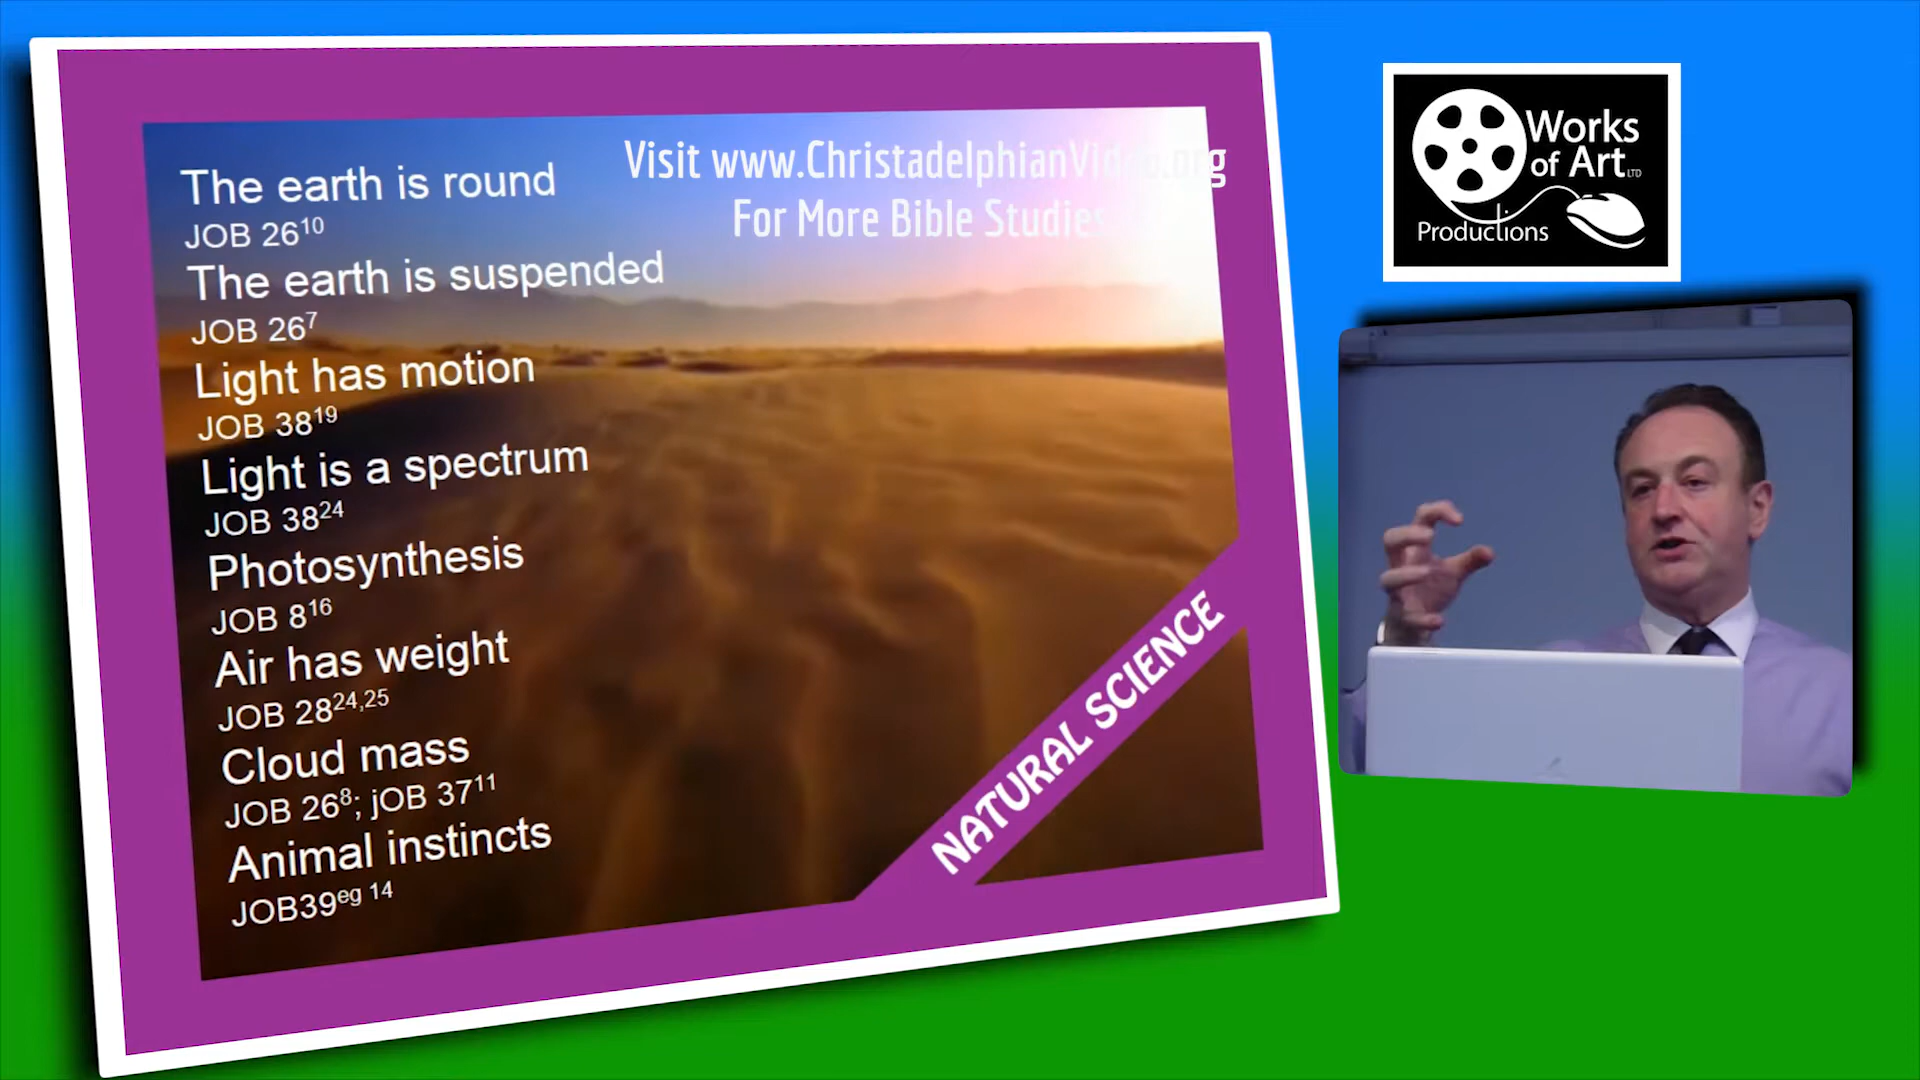 The earth is round
JOB 26¹⁰
The earth is suspended
JOB 26⁷
Light has motion
JOB 38¹⁹
Light is a spectrum
JOB 38²⁴
Photosynthesis
JOB 8¹⁶
Air has weight
JOB 28²⁴,²⁵
Cloud mass
JOB 26⁸; jOB 37¹¹
Animal instincts
JOB39ᵉᵍ ¹⁴
Visit www.ChristadelphianVideo.org
For More Bible Studies
NATURAL SCIENCE
Works
of Art LTD
Productions